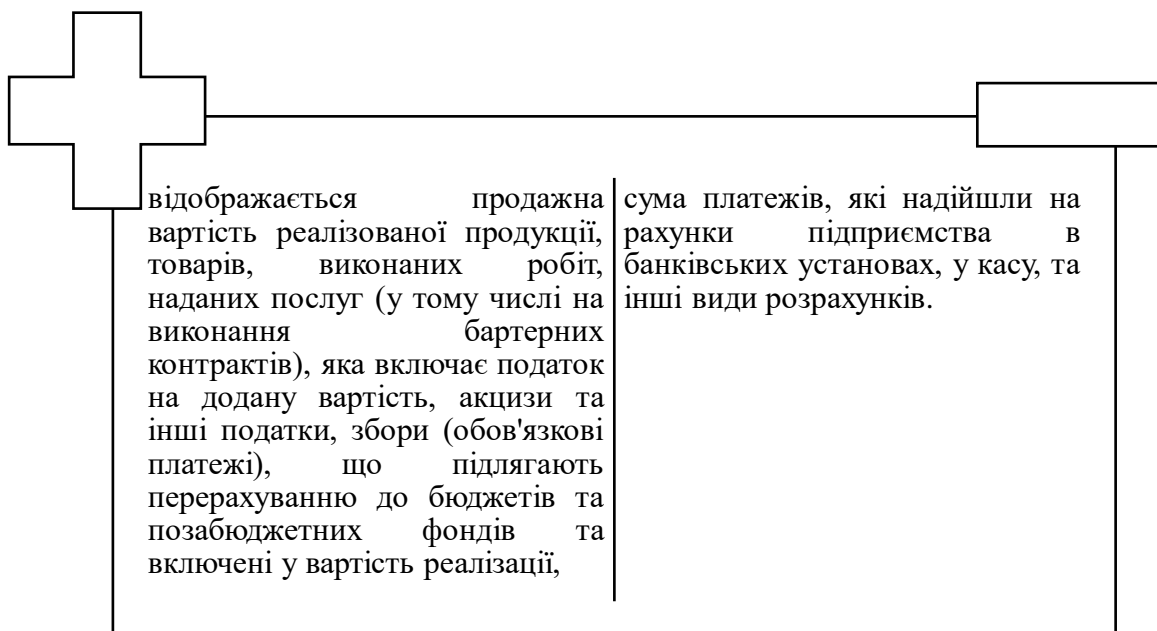 відображається продажна
вартість реалізованої продукції,
товарів, виконаних робіт,
наданих послуг (у тому числі на
виконання бартерних
контрактів), яка включає податок
на додану вартість, акцизи та
інші податки, збори (обов'язкові
платежі), що підлягають
перерахуванню до бюджетів та
позабюджетних фондів та
включені у вартість реалізації,
сума платежів, які надійшли на
рахунки підприємства в
банківських установах, у касу, та
інші види розрахунків.